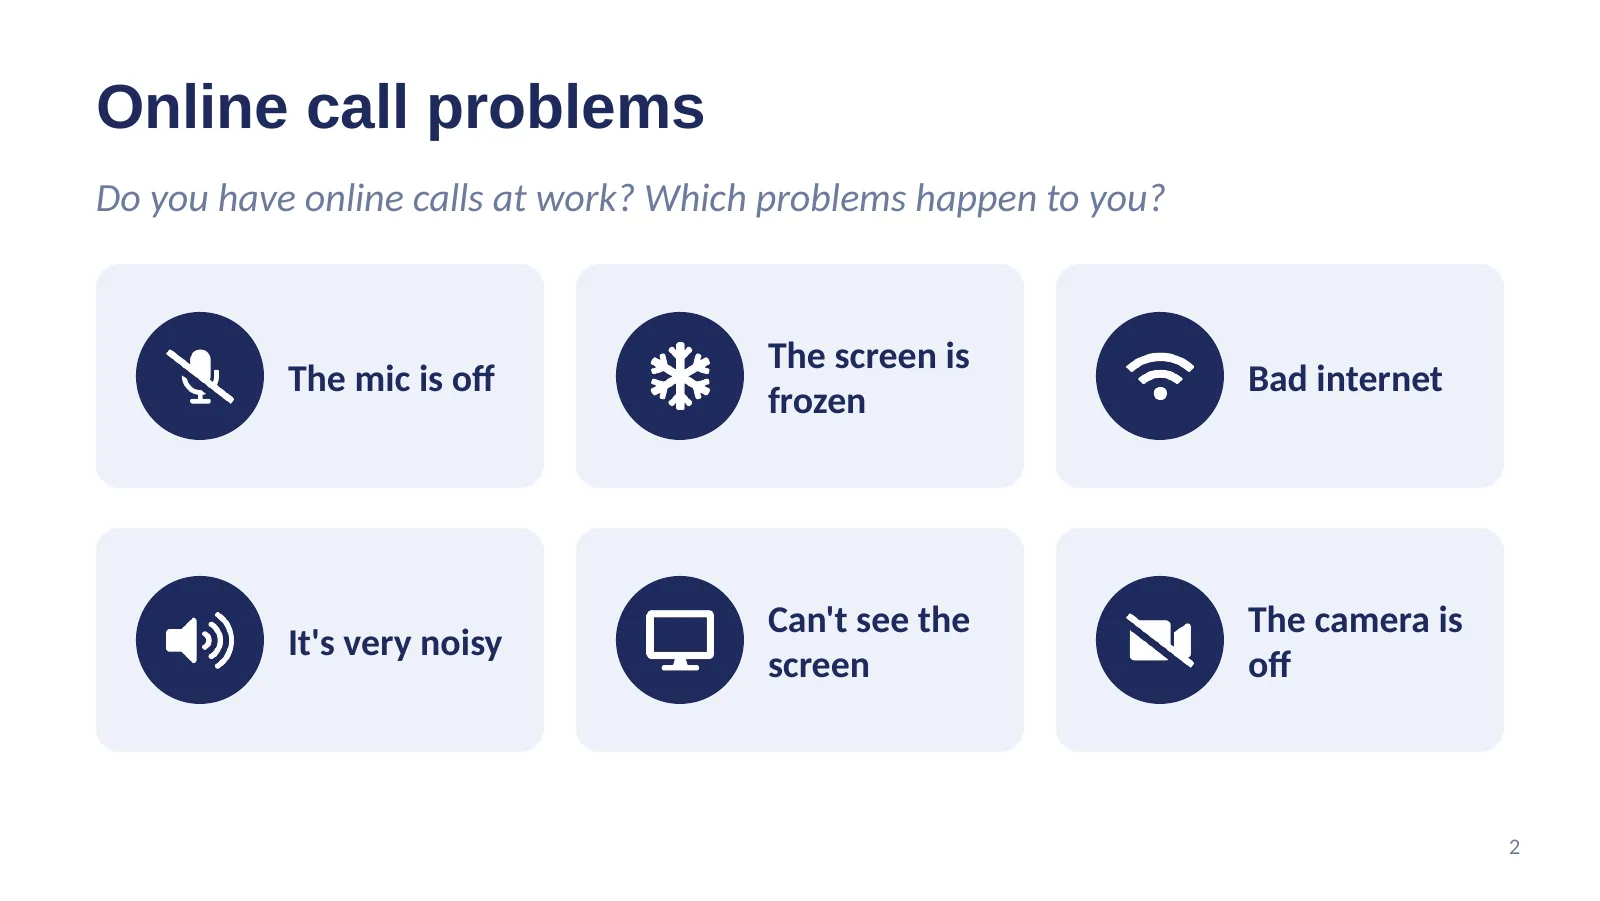 Online call problems
Do you have online calls at work? Which problems happen to you?
The mic is off
The screen is
frozen
Bad internet
It's very noisy
Can't see the
screen
The camera is
off
2